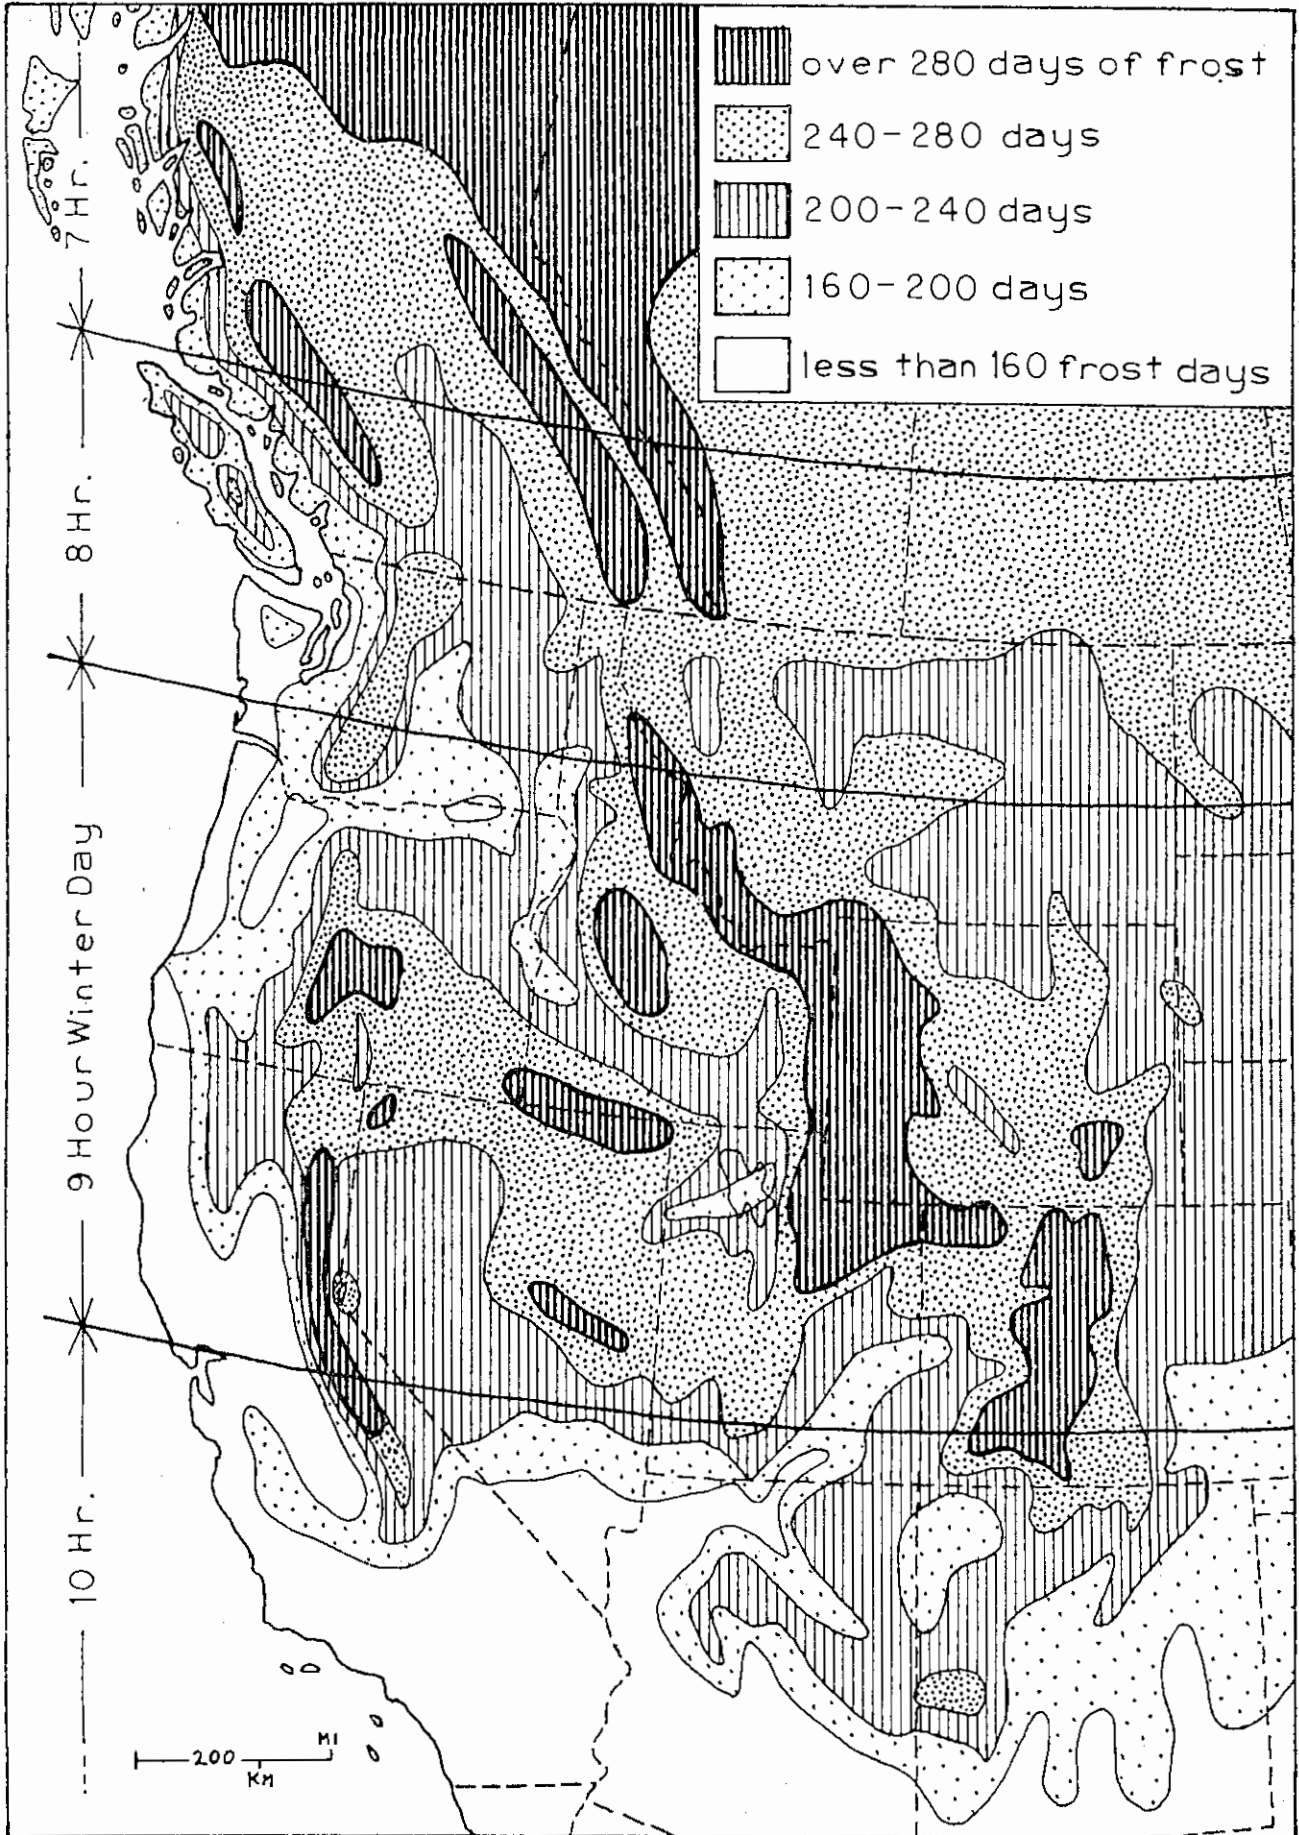 over 280 days of frost
240-280 days
200-240 days
160-200 days
less than 160 frost days
7 Hr.
8 Hr.
9 Hour Winter Day
10 Hr.
MI
200
KM